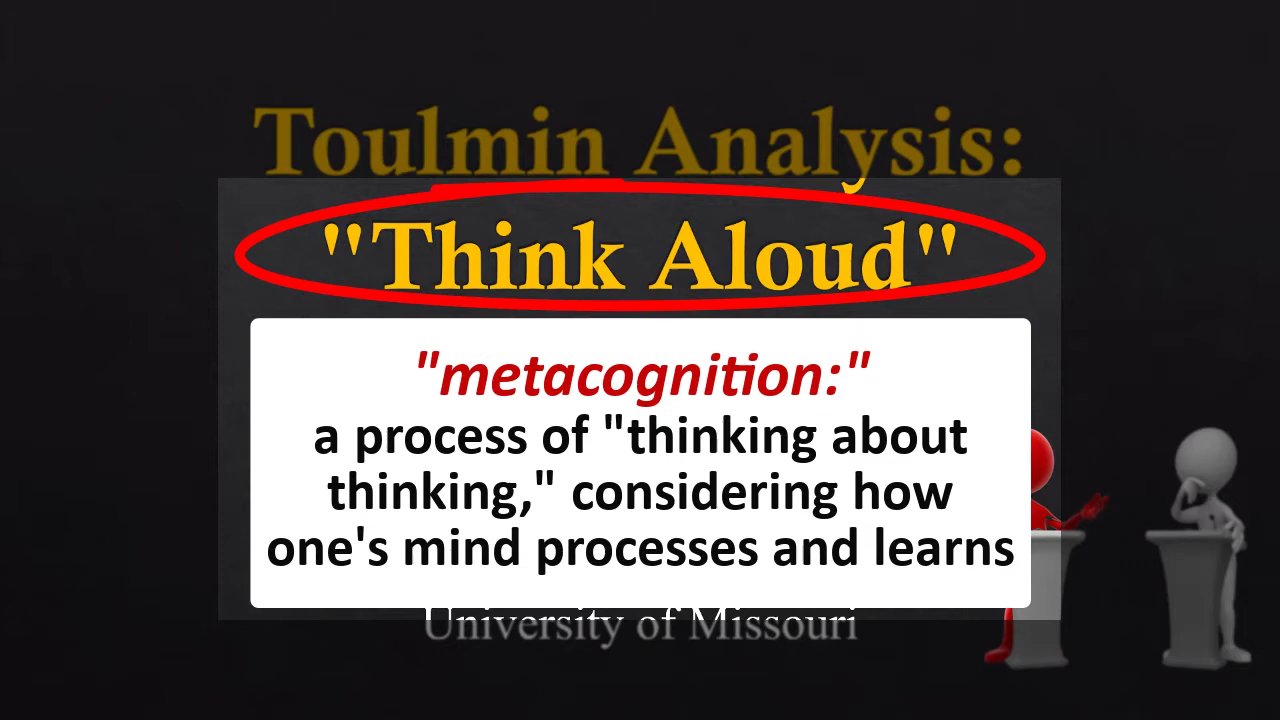 Toulmin Analysis:
"Think Aloud"
"metacognition:"
a process of "thinking about
thinking," considering how
one's mind processes and learns
University of Missouri